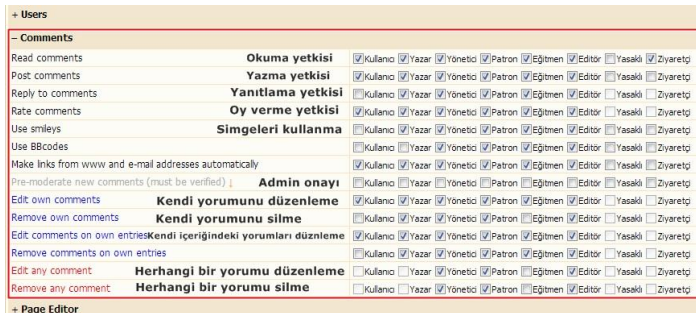 + Users
– Comments
Read comments Okuma yetkisi Kullanıcı Yazar Yönetici Patron Eğitmen Editör Yasaklı Ziyaretçi
Post comments Yazma yetkisi Kullanıcı Yazar Yönetici Patron Eğitmen Editör Yasaklı Ziyaretçi
Reply to comments Yanıtlama yetkisi Kullanıcı Yazar Yönetici Patron Eğitmen Editör Yasaklı Ziyaretçi
Rate comments Oy verme yetkisi Kullanıcı Yazar Yönetici Patron Eğitmen Editör Yasaklı Ziyaretçi
Use smileys Simgeleri kullanma Kullanıcı Yazar Yönetici Patron Eğitmen Editör Yasaklı Ziyaretçi
Use BBcodes Kullanıcı Yazar Yönetici Patron Eğitmen Editör Yasaklı Ziyaretçi
Make links from www and e-mail addresses automatically Kullanıcı Yazar Yönetici Patron Eğitmen Editör Yasaklı Ziyaretçi
Pre-moderate new comments (must be verified) ↓ Admin onayı Kullanıcı Yazar Yönetici Patron Eğitmen Editör Yasaklı Ziyaretçi
Edit own comments Kendi yorumunu düzenleme Kullanıcı Yazar Yönetici Patron Eğitmen Editör Yasaklı Ziyaretçi
Remove own comments Kendi yorumunu silme Kullanıcı Yazar Yönetici Patron Eğitmen Editör Yasaklı Ziyaretçi
Edit comments on own entries Kendi içeriğindeki yorumları düznleme Kullanıcı Yazar Yönetici Patron Eğitmen Editör Yasaklı Ziyaretçi
Remove comments on own entries Kullanıcı Yazar Yönetici Patron Eğitmen Editör Yasaklı Ziyaretçi
Edit any comment Herhangi bir yorumu düzenleme Kullanıcı Yazar Yönetici Patron Eğitmen Editör Yasaklı Ziyaretçi
Remove any comment Herhangi bir yorumu silme Kullanıcı Yazar Yönetici Patron Eğitmen Editör Yasaklı Ziyaretçi
+ Page Editor